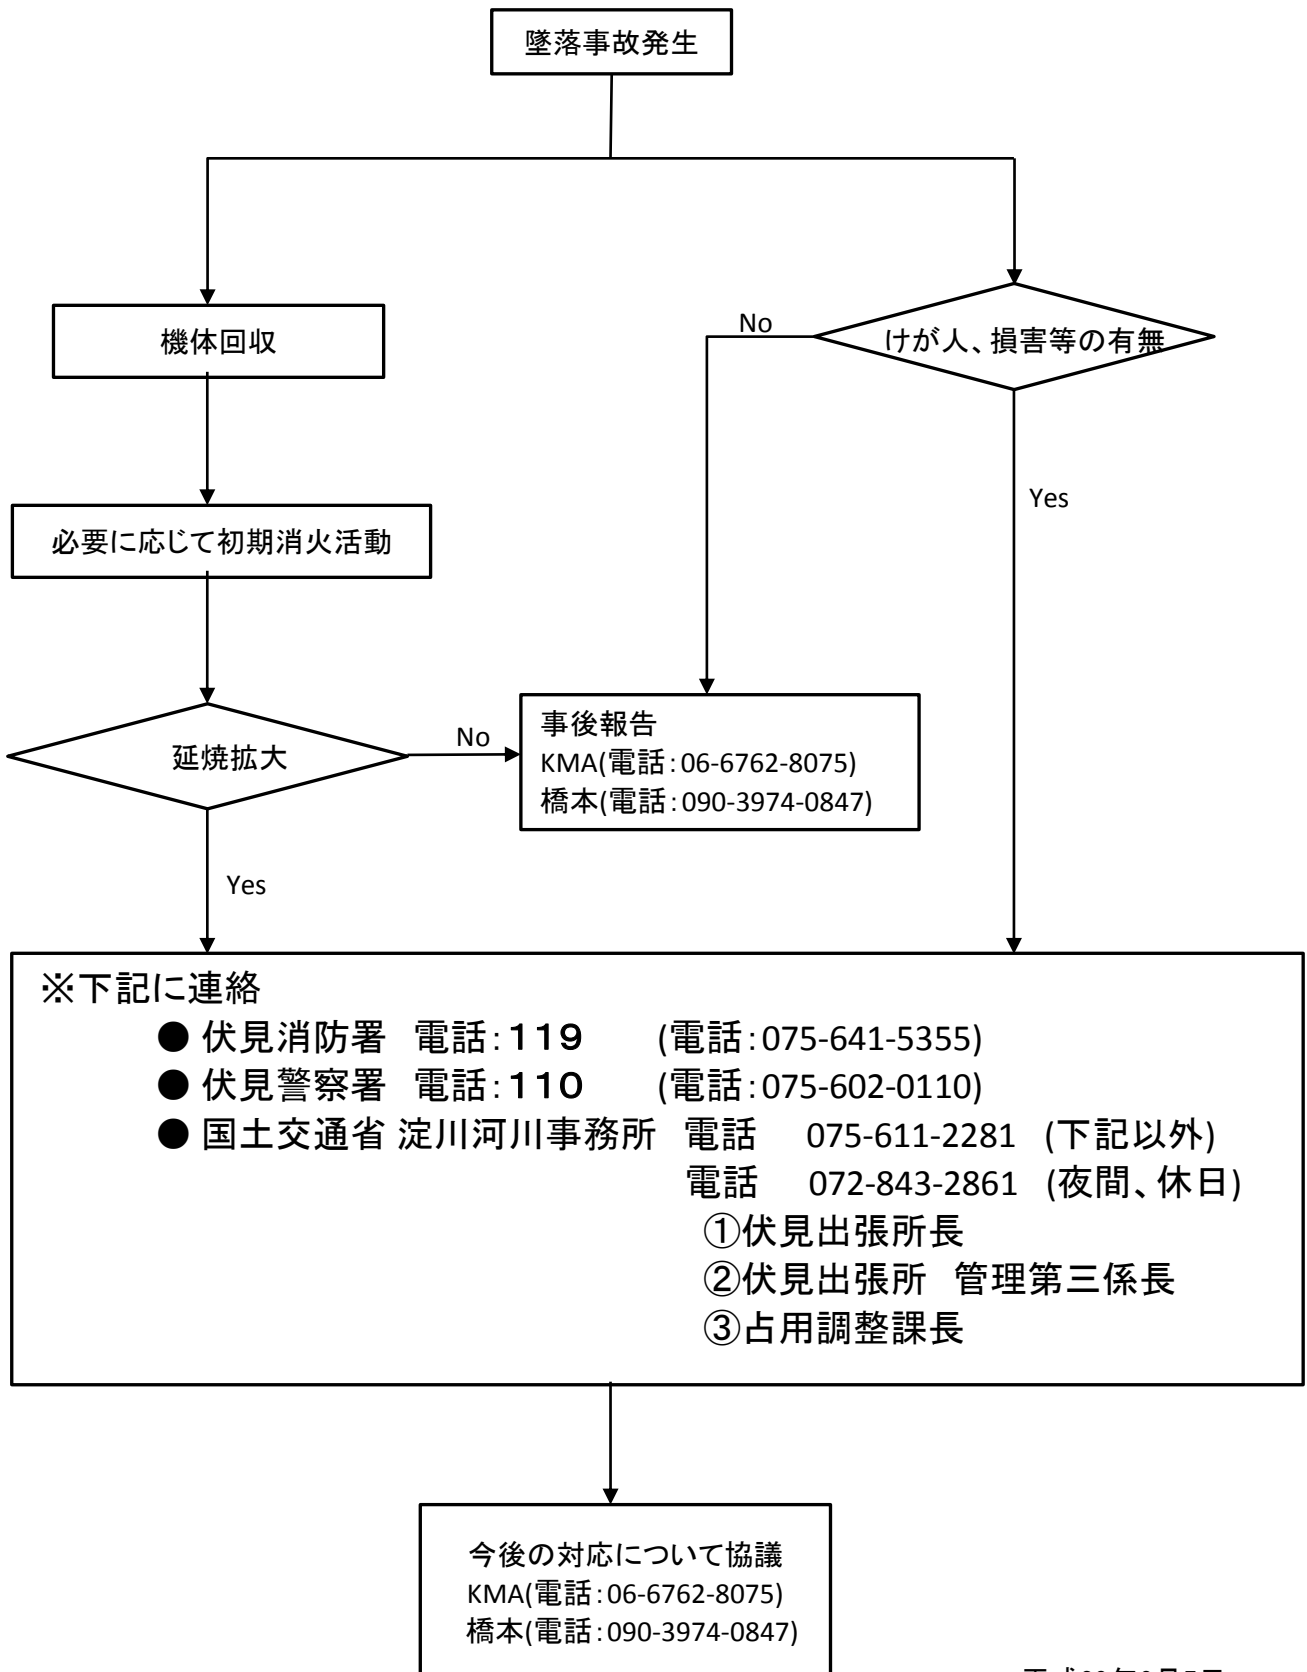 墜落事故発生
機体回収
No
けが人、損害等の有無
Yes
必要に応じて初期消火活動
延焼拡大
No
事後報告
KMA(電話：06-6762-8075)
橋本(電話：090-3974-0847)
Yes
※下記に連絡
● 伏見消防署 電話：119 (電話：075-641-5355)
● 伏見警察署 電話：110 (電話：075-602-0110)
● 国土交通省 淀川河川事務所 電話 075-611-2281 (下記以外)
電話 072-843-2861 (夜間、休日)
①伏見出張所長
②伏見出張所 管理第三係長
③占用調整課長
今後の対応について協議
KMA(電話：06-6762-8075)
橋本(電話：090-3974-0847)